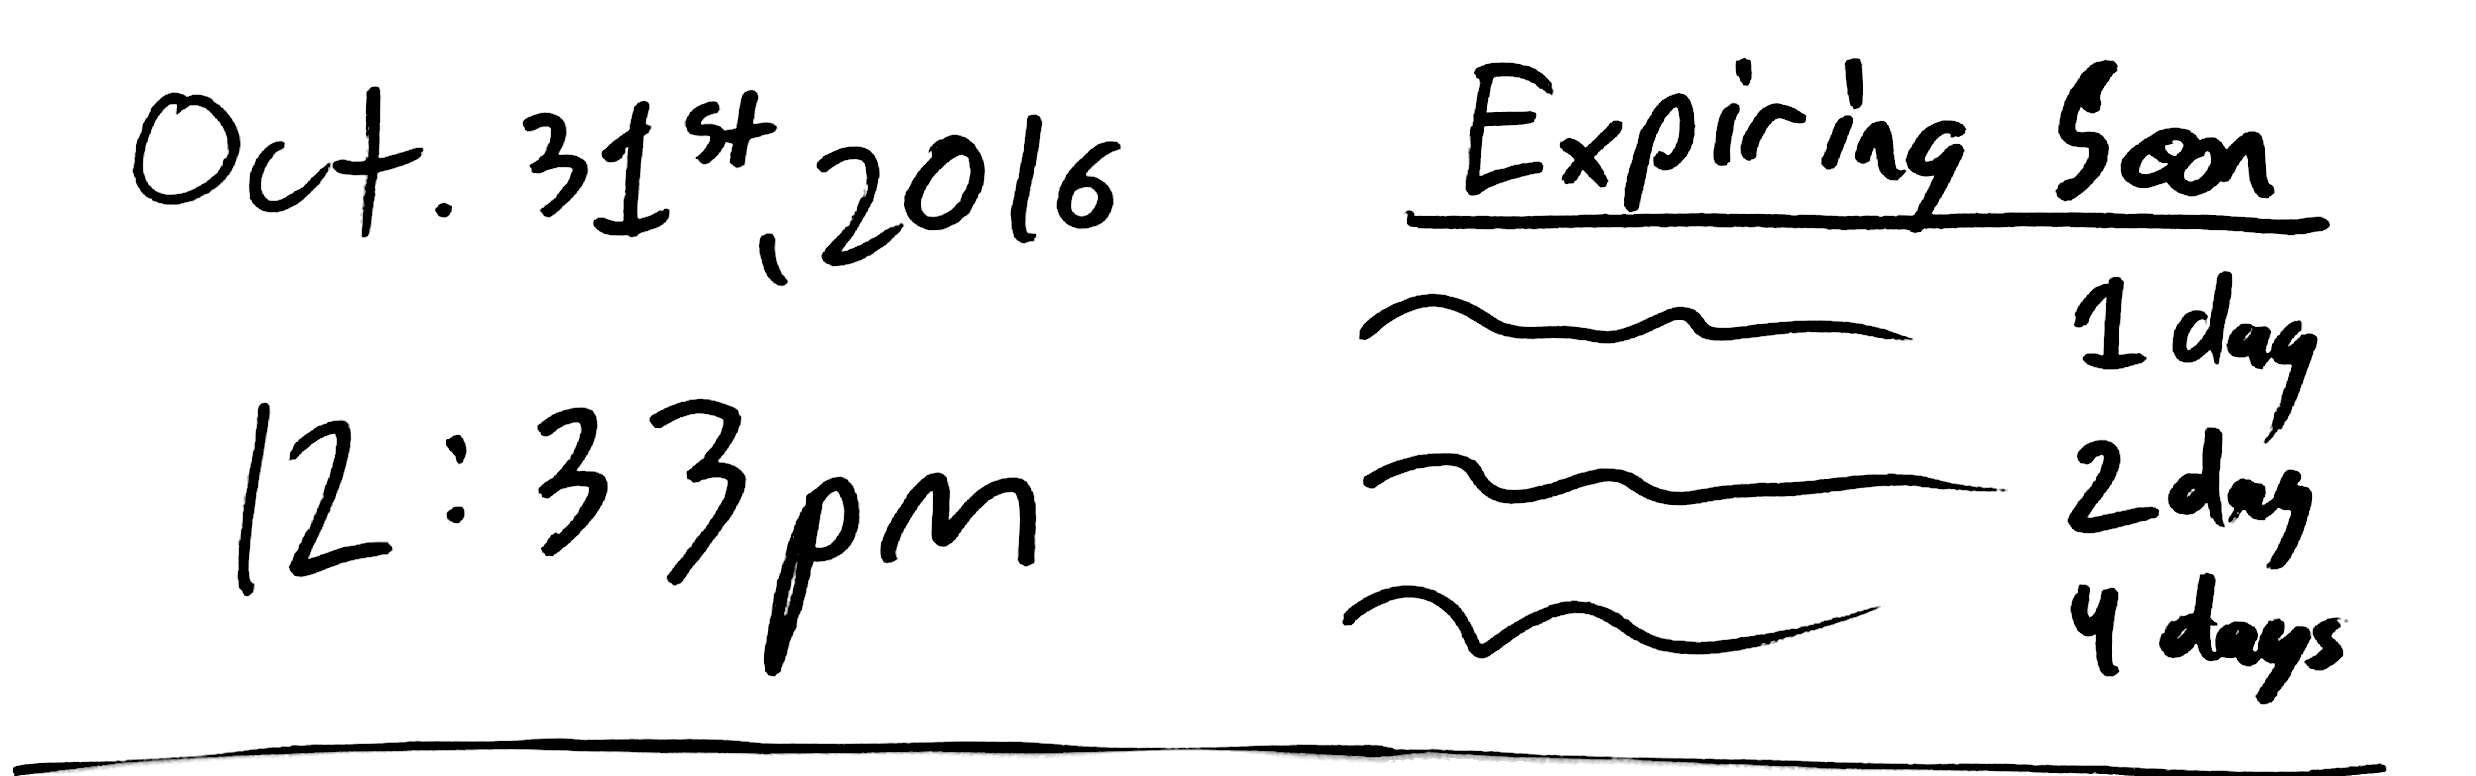 Oct. 31st, 2016
12:33pm
Expiring Soon
1 day
2 day
4 days